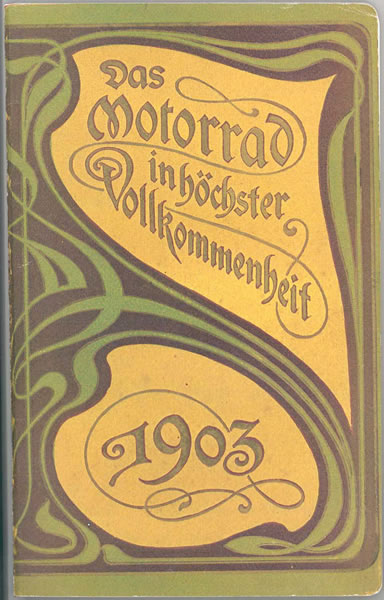 Das
Motorrad
in höchster
Vollkommenheit
1903